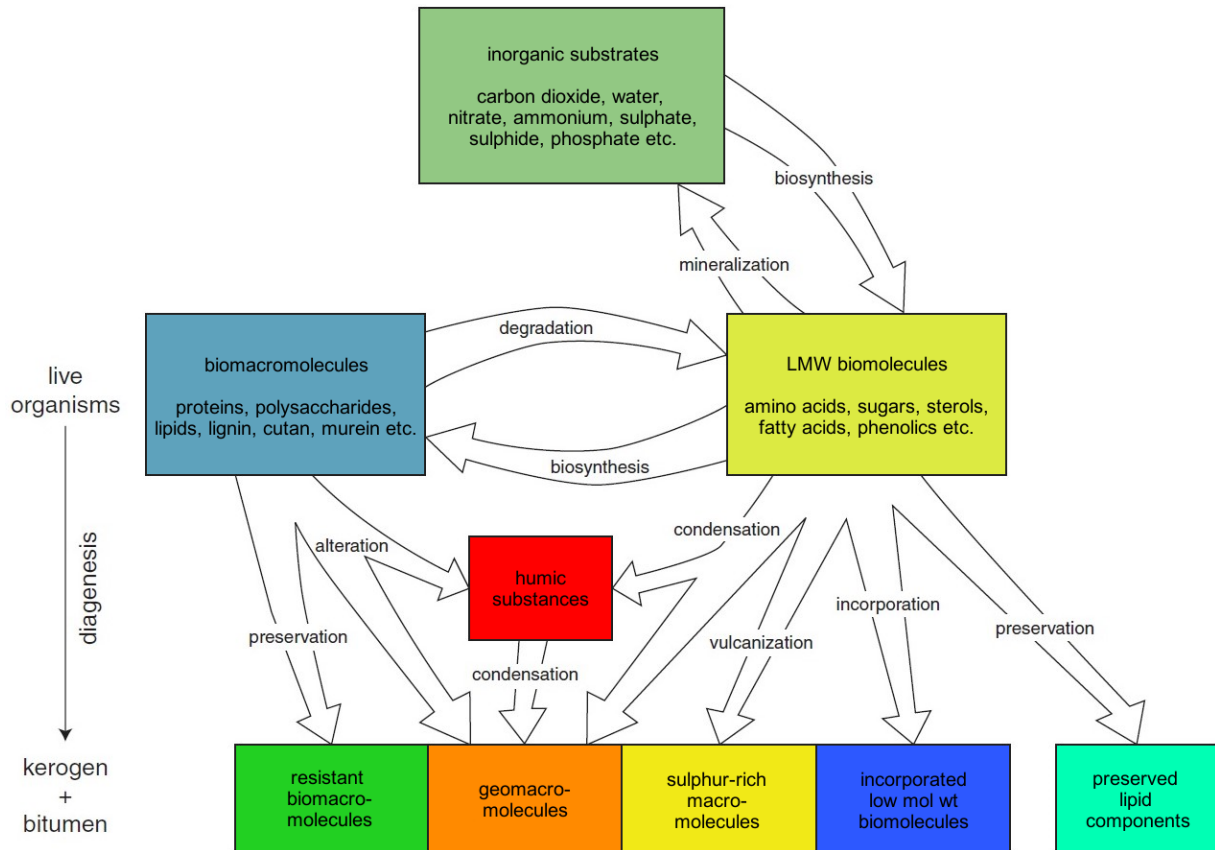 inorganic substrates
carbon dioxide, water,
nitrate, ammonium, sulphate,
sulphide, phosphate etc.
biosynthesis
mineralization
degradation
biomacromolecules
proteins, polysaccharides,
lipids, lignin, cutan, murein etc.
LMW biomolecules
amino acids, sugars, sterols,
fatty acids, phenolics etc.
biosynthesis
live
organisms
diagenesis
kerogen
+
bitumen
alteration
condensation
humic
substances
preservation
condensation
vulcanization
incorporation
preservation
resistant
biomacro-
molecules
geomacro-
molecules
sulphur-rich
macro-
molecules
incorporated
low mol wt
biomolecules
preserved
lipid
components